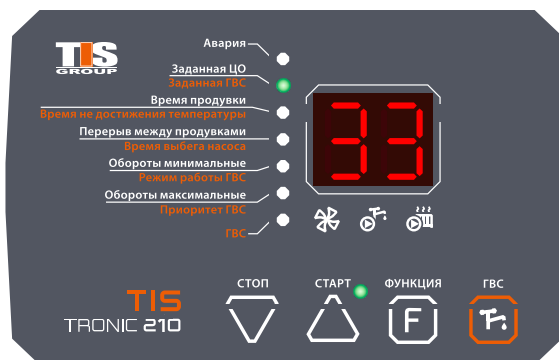 TIS
GROUP
Авария
Заданная ЦО
Заданная ГВС
Время продувки
Время не достижения температуры
Перерыв между продувками
Время выбега насоса
Обороты минимальные
Режим работы ГВС
Обороты максимальные
Приоритет ГВС
ГВС
33
СТОП
СТАРТ
ФУНКЦИЯ
ГВС
F
TIS
TRONIC 210